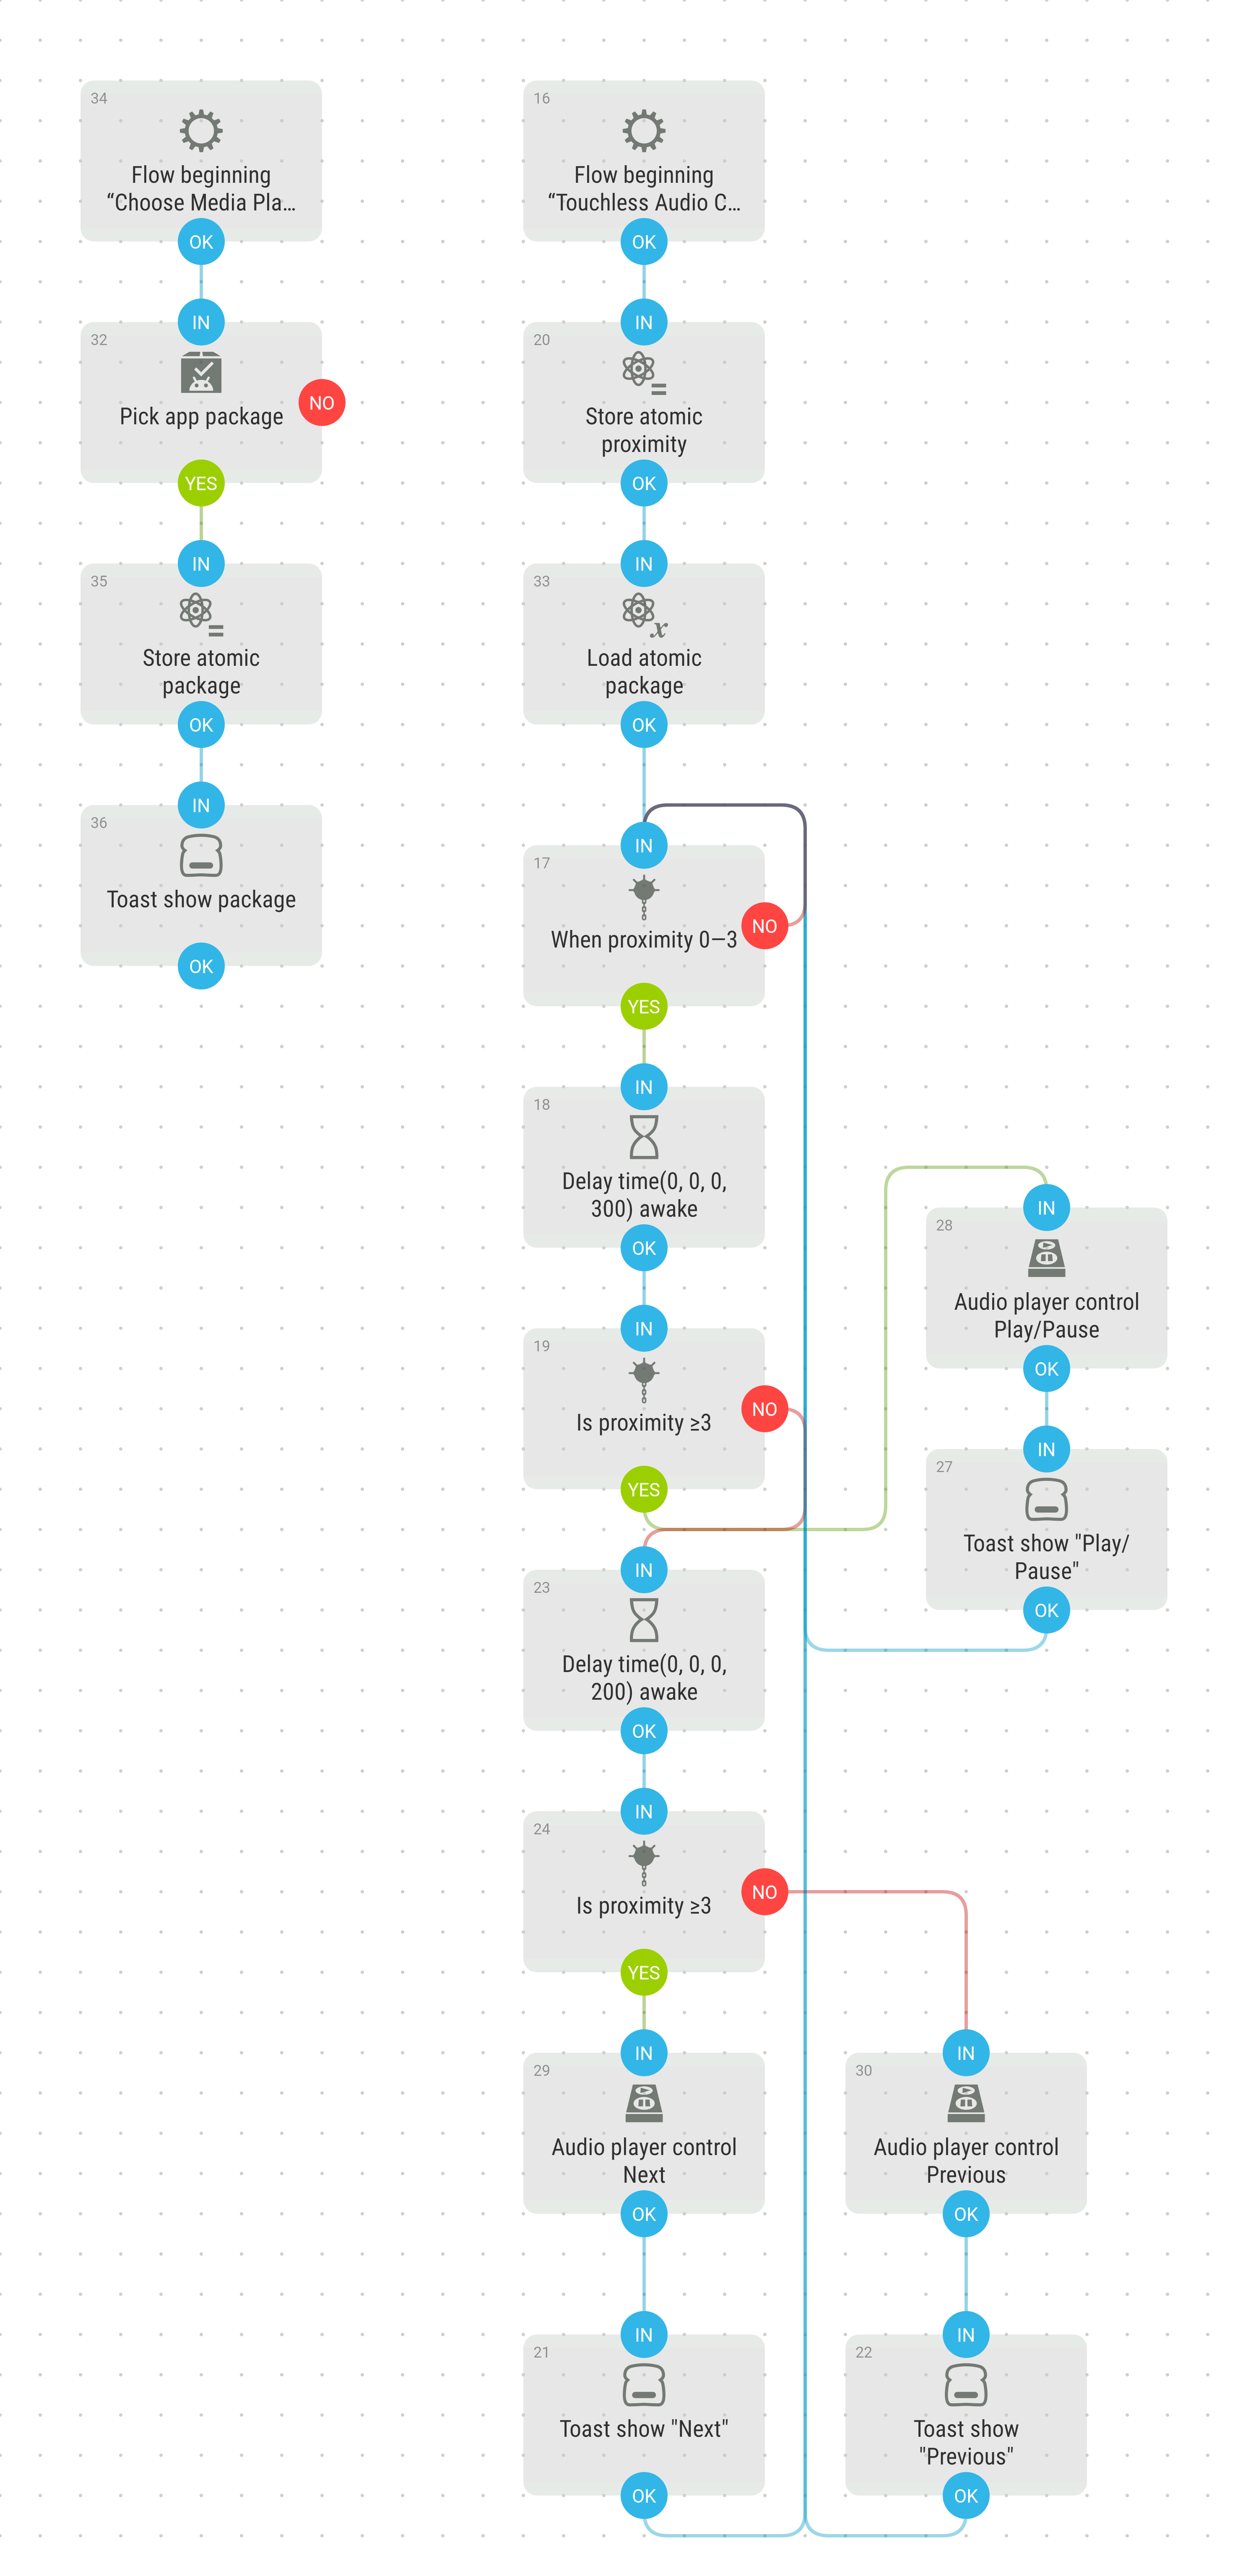 34
Flow beginning
“Choose Media Pla…
OK
IN
32
Pick app package
NO
YES
IN
35
Store atomic
package
OK
IN
36
Toast show package
OK
16
Flow beginning
“Touchless Audio C…
OK
IN
20
Store atomic
proximity
OK
IN
33
x
Load atomic
package
OK
IN
17
When proximity 0—3
NO
YES
IN
18
Delay time(0, 0, 0,
300) awake
OK
IN
19
Is proximity ≥3
NO
YES
IN
28
Audio player control
Play/Pause
OK
IN
27
Toast show "Play/
Pause"
OK
IN
23
Delay time(0, 0, 0,
200) awake
OK
IN
24
Is proximity ≥3
NO
YES
IN
29
Audio player control
Next
OK
IN
21
Toast show "Next"
OK
IN
30
Audio player control
Previous
OK
IN
22
Toast show
"Previous"
OK